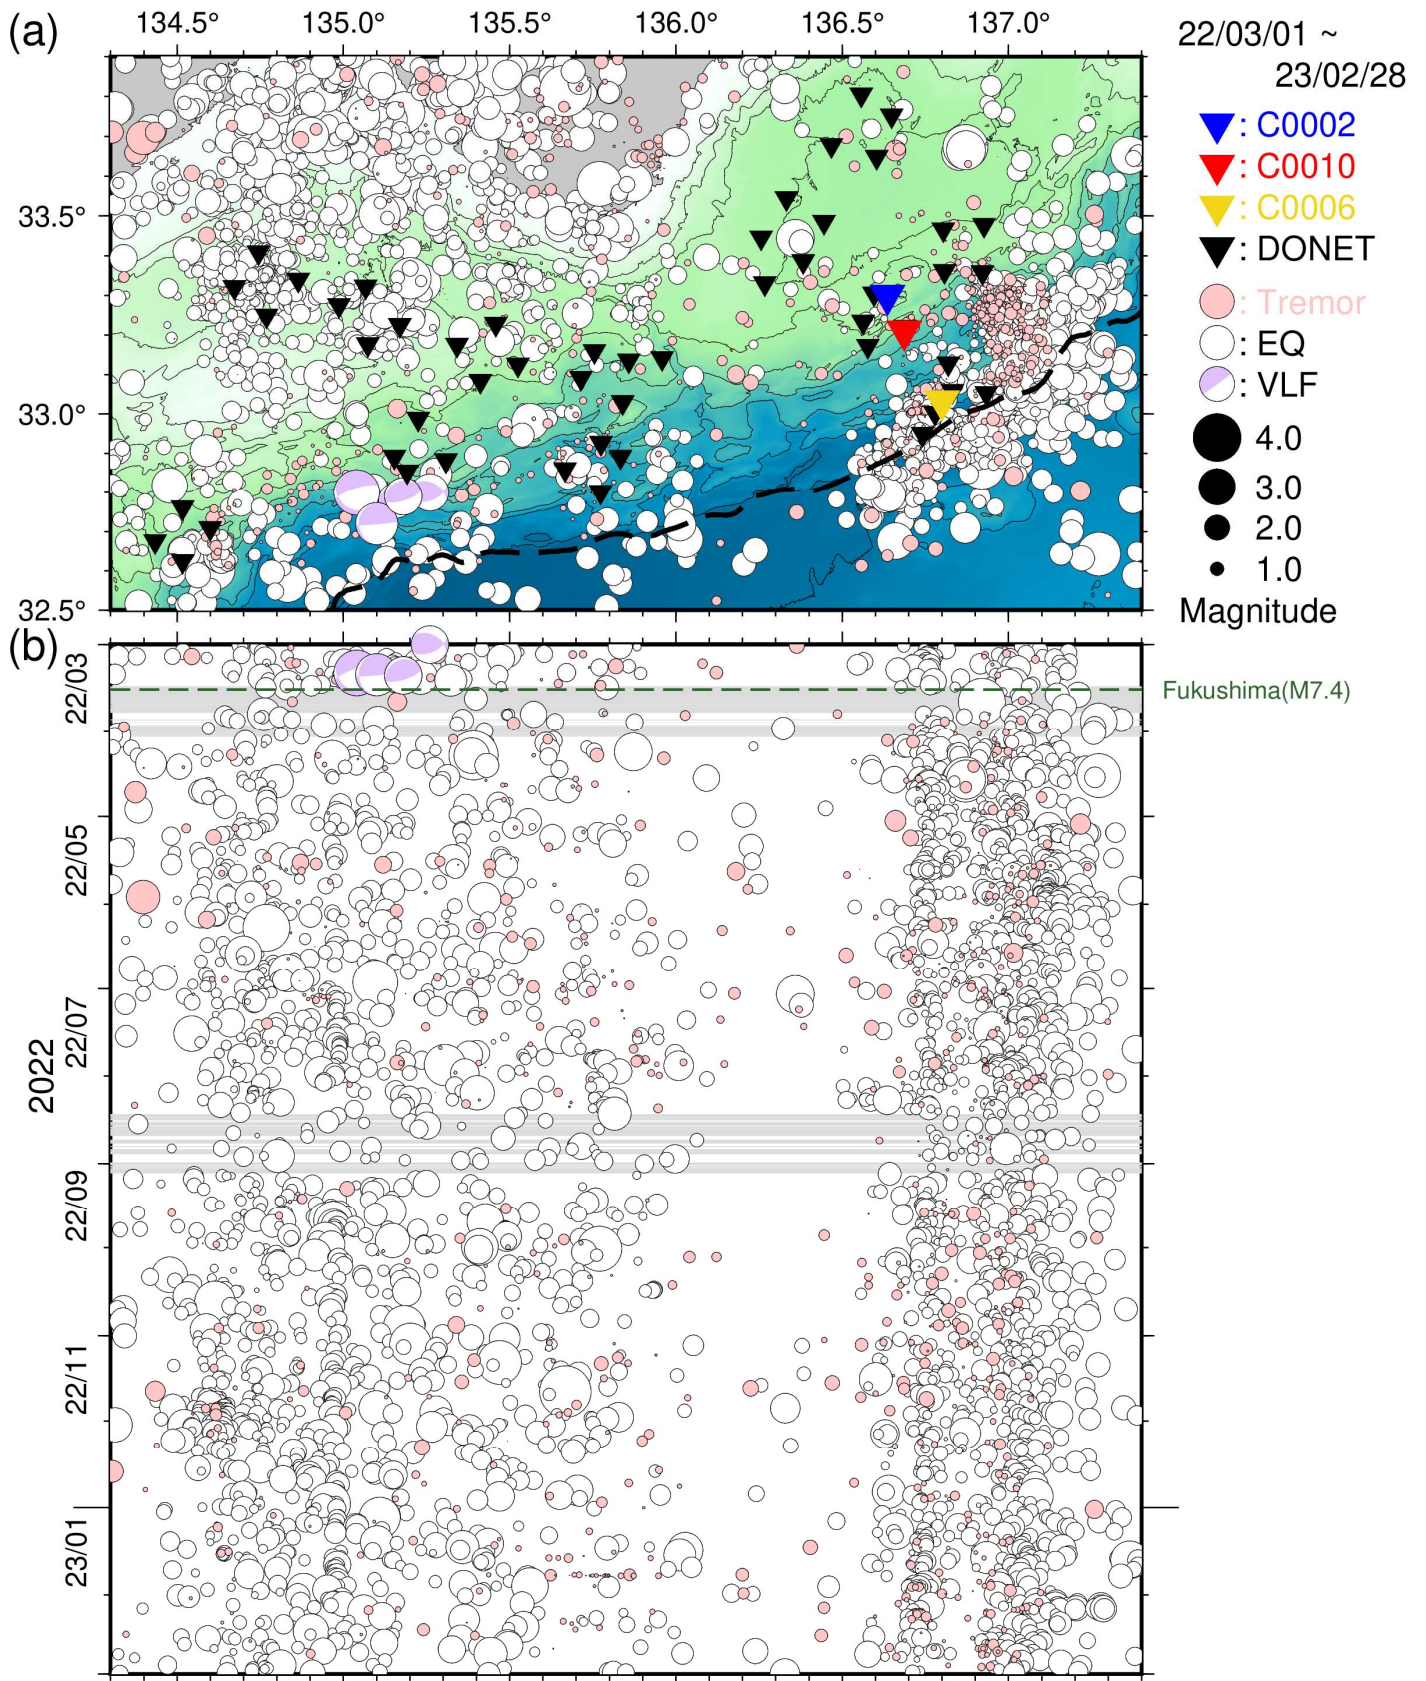 (a)
134.5° 135.0° 135.5° 136.0° 136.5° 137.0°
22/03/01 ~
23/02/28
: C0002
: C0010
: C0006
: DONET
: Tremor
: EQ
: VLF
4.0
3.0
2.0
1.0
Magnitude
33.5°
33.0°
32.5°
(b)
22/03
22/05
22/07
22/09
22/11
23/01
2022
Fukushima(M7.4)